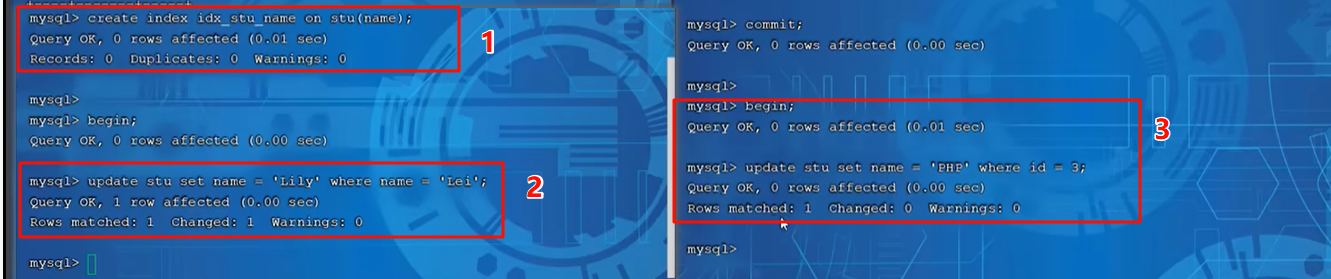 mysql> create index idx_stu_name on stu(name);
Query OK, 0 rows affected (0.01 sec)
Records: 0  Duplicates: 0  Warnings: 0
1
mysql>
mysql> begin;
Query OK, 0 rows affected (0.00 sec)
mysql> update stu set name = 'Lily' where name = 'Lei';
Query OK, 1 row affected (0.00 sec)
Rows matched: 1  Changed: 1  Warnings: 0
2
mysql>
mysql> commit;
Query OK, 0 rows affected (0.00 sec)
mysql>
mysql> begin;
Query OK, 0 rows affected (0.01 sec)
3
mysql> update stu set name = 'PHP' where id = 3;
Query OK, 0 rows affected (0.00 sec)
Rows matched: 1  Changed: 0  Warnings: 0
mysql>